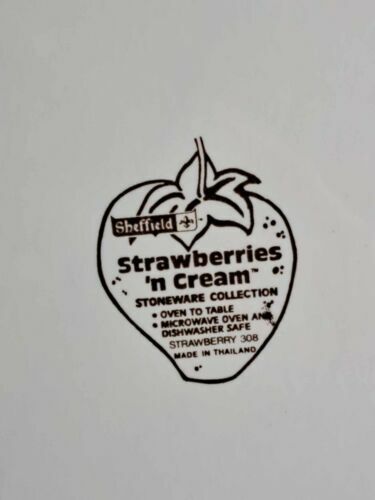 Sheffield
Strawberries
'n Cream™
STONEWARE COLLECTION
• OVEN TO TABLE
• MICROWAVE OVEN AND
DISHWASHER SAFE
STRAWBERRY 308
MADE IN THAILAND